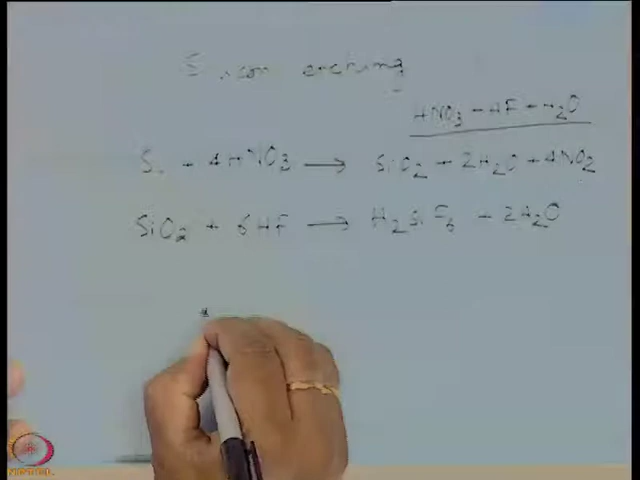 Silicon etching
HNO₃ + HF + H₂O
Si + 4HNO₃ → SiO₂ + 2H₂O + 4NO₂
SiO₂ + 6HF → H₂SiF₆ + 2H₂O